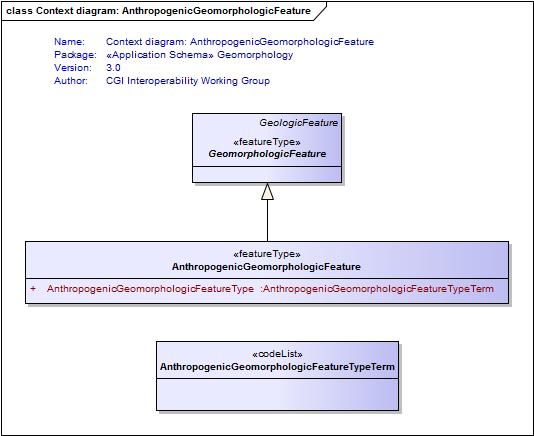 class Context diagram: AnthropogenicGeomorphologicFeature
Name: Context diagram: AnthropogenicGeomorphologicFeature
Package: «Application Schema» Geomorphology
Version: 3.0
Author: CGI Interoperability Working Group
GeologicFeature
«featureType»
GeomorphologicFeature
«featureType»
AnthropogenicGeomorphologicFeature
+ AnthropogenicGeomorphologicFeatureType :AnthropogenicGeomorphologicFeatureTypeTerm
«codeList»
AnthropogenicGeomorphologicFeatureTypeTerm